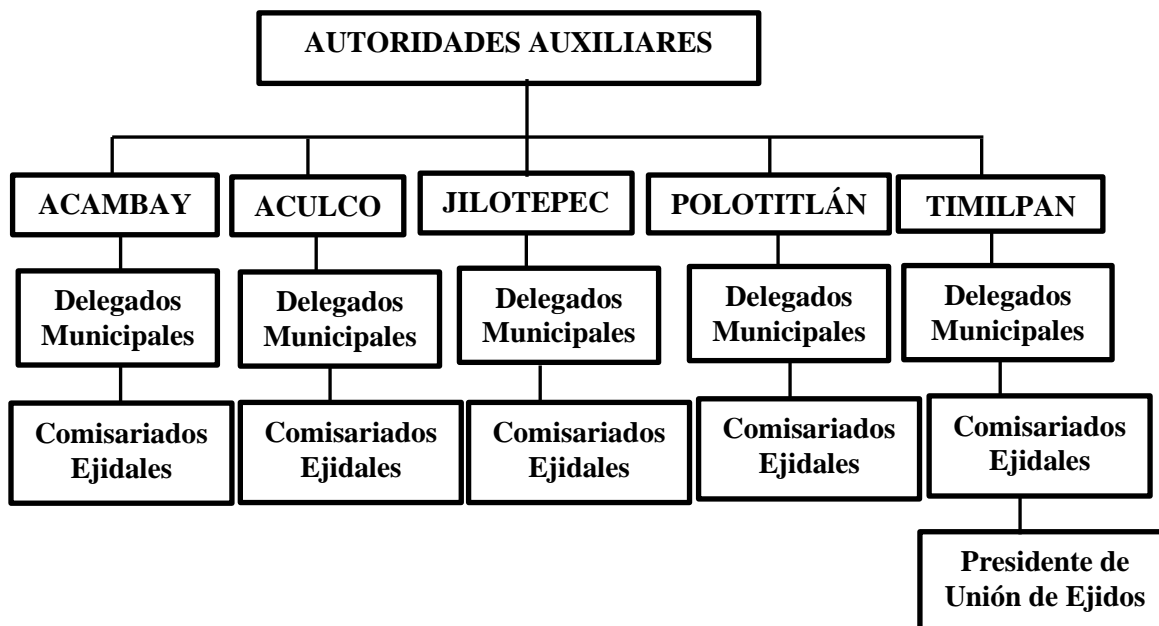 AUTORIDADES AUXILIARES
ACAMBAY
ACULCO
JILOTEPEC
POLOTITLÁN
TIMILPAN
Delegados
Municipales
Delegados
Municipales
Delegados
Municipales
Delegados
Municipales
Delegados
Municipales
Comisariados
Ejidales
Comisariados
Ejidales
Comisariados
Ejidales
Comisariados
Ejidales
Comisariados
Ejidales
Presidente de
Unión de Ejidos